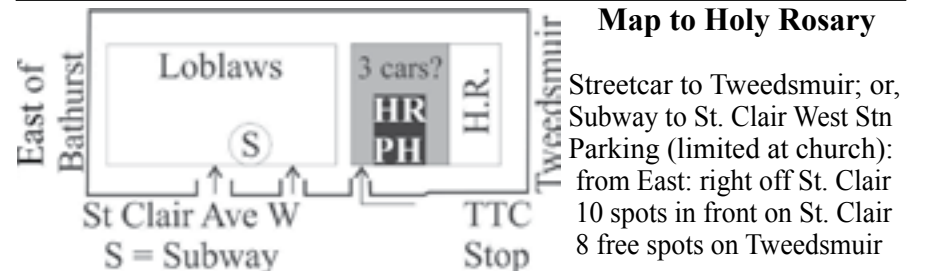 Map to Holy Rosary
East of
Bathurst
Loblaws
S
3 cars?
HR
PH
H.R.
Tweedsmuir
St Clair Ave W
S = Subway
TTC
Stop
Streetcar to Tweedsmuir; or,
Subway to St. Clair West Stn
Parking (limited at church):
from East: right off St. Clair
10 spots in front on St. Clair
8 free spots on Tweedsmuir